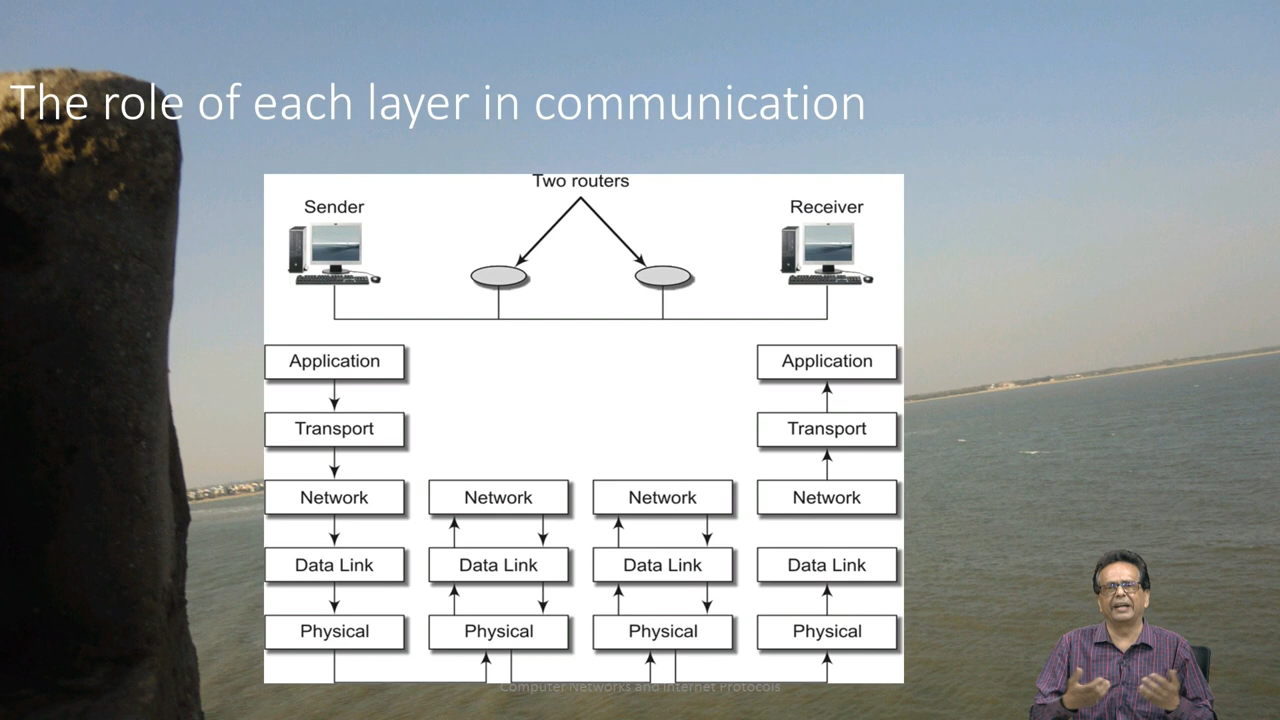 The role of each layer in communication
Two routers
Sender
Receiver
Application
Application
Transport
Transport
Network
Network
Network
Network
Data Link
Data Link
Data Link
Data Link
Physical
Physical
Physical
Physical
Computer Networks and Internet Protocols